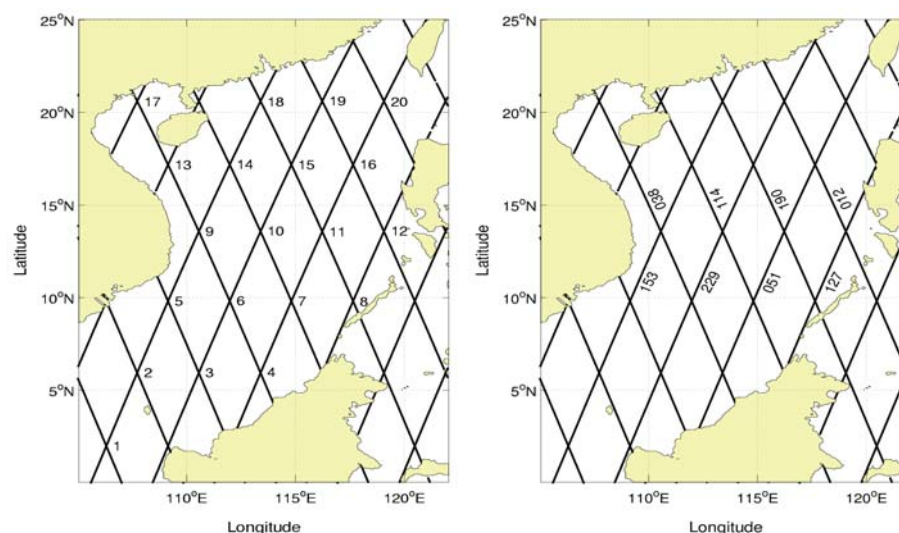 25°N
20°N
15°N
10°N
5°N
Latitude
17 18 19 20
13 14 15 16
9 10 11 12
5 6 7 8
2 3 4
1
110°E 115°E 120°E
Longitude
25°N
20°N
15°N
10°N
5°N
Latitude
038 114 190 012
153 229 051 127
110°E 115°E 120°E
Longitude